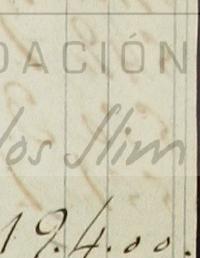 DACIÓN
los Slim
194.00.